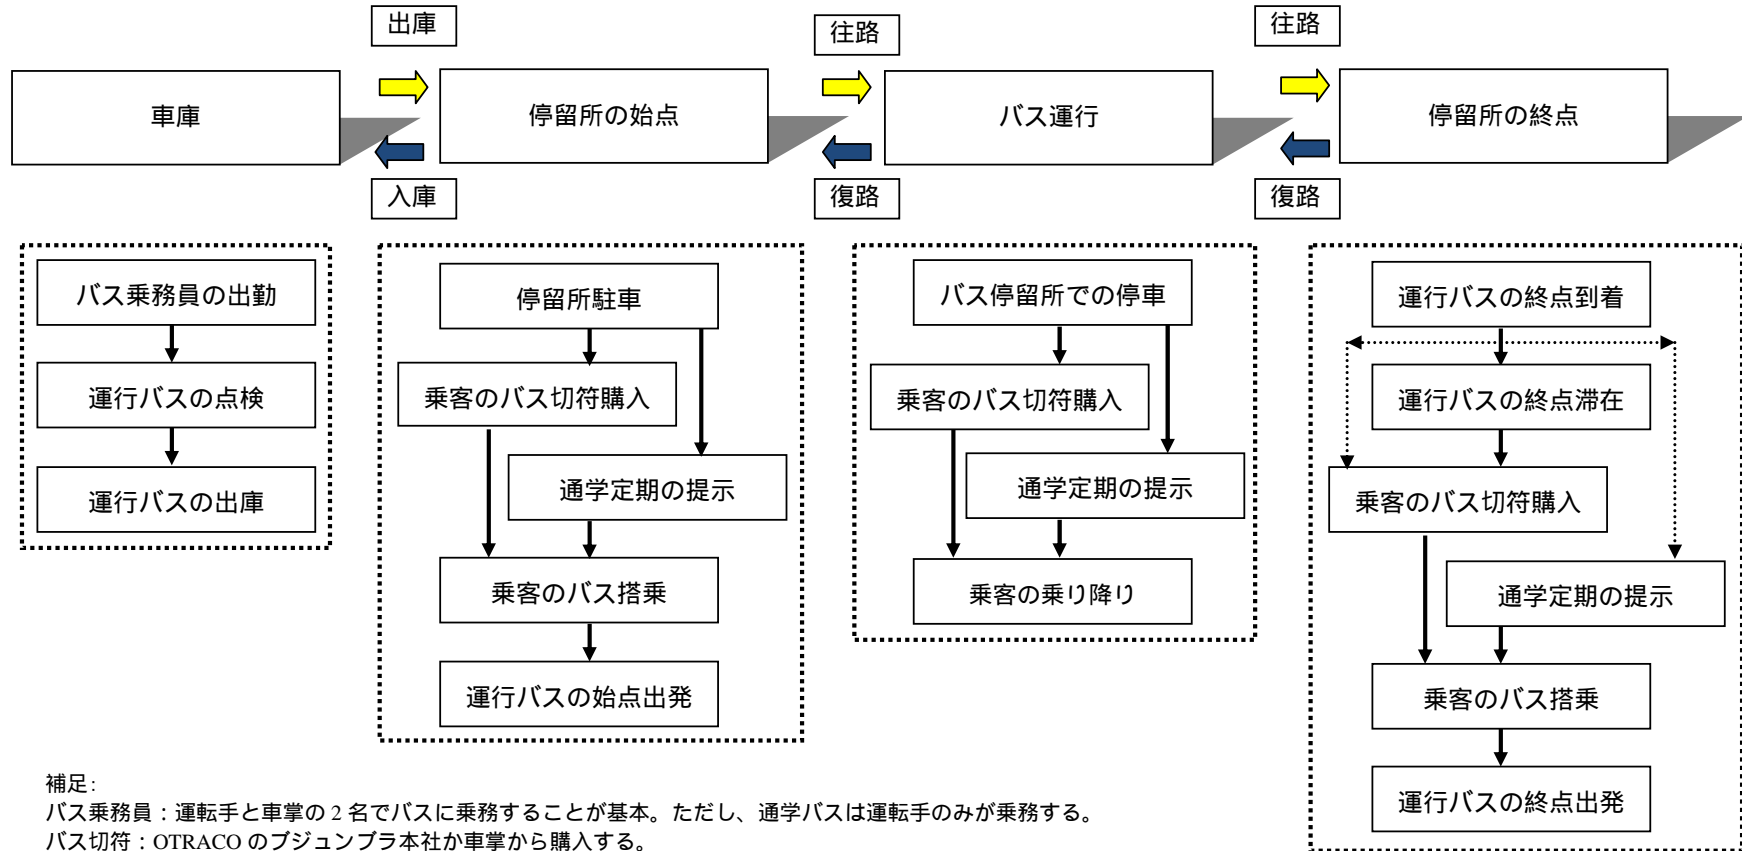 出庫
往路
往路
車庫
停留所の始点
バス運行
停留所の終点
入庫
復路
復路
バス乗務員の出勤
運行バスの点検
運行バスの出庫
停留所駐車
乗客のバス切符購入
通学定期の提示
乗客のバス搭乗
運行バスの始点出発
バス停留所での停車
乗客のバス切符購入
通学定期の提示
乗客の乗り降り
運行バスの終点到着
運行バスの終点滞在
乗客のバス切符購入
通学定期の提示
乗客のバス搭乗
運行バスの終点出発
補足:
バス乗務員：運転手と車掌の 2 名でバスに乗務することが基本。ただし、通学バスは運転手のみが乗務する。
バス切符：OTRACO のブジュンブラ本社か車掌から購入する。